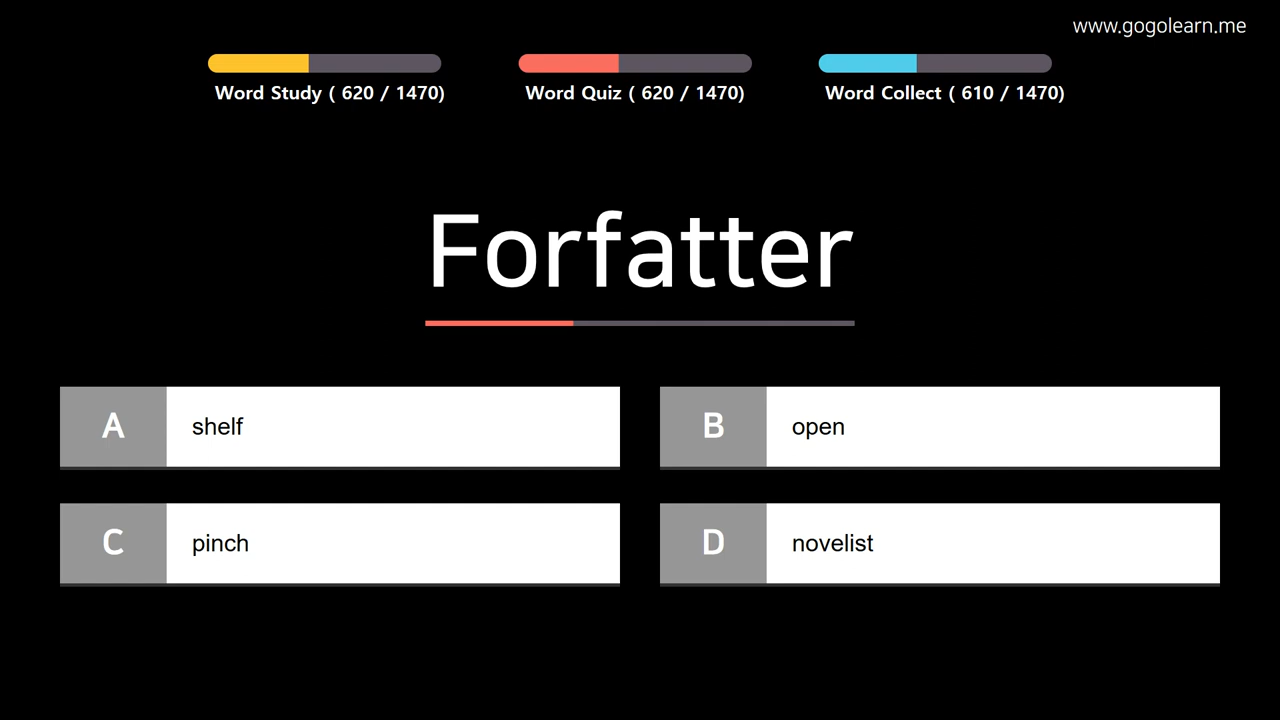 www.gogolearn.me
Word Study ( 620 / 1470)
Word Quiz ( 620 / 1470)
Word Collect ( 610 / 1470)
Forfatter
A shelf
B open
C pinch
D novelist